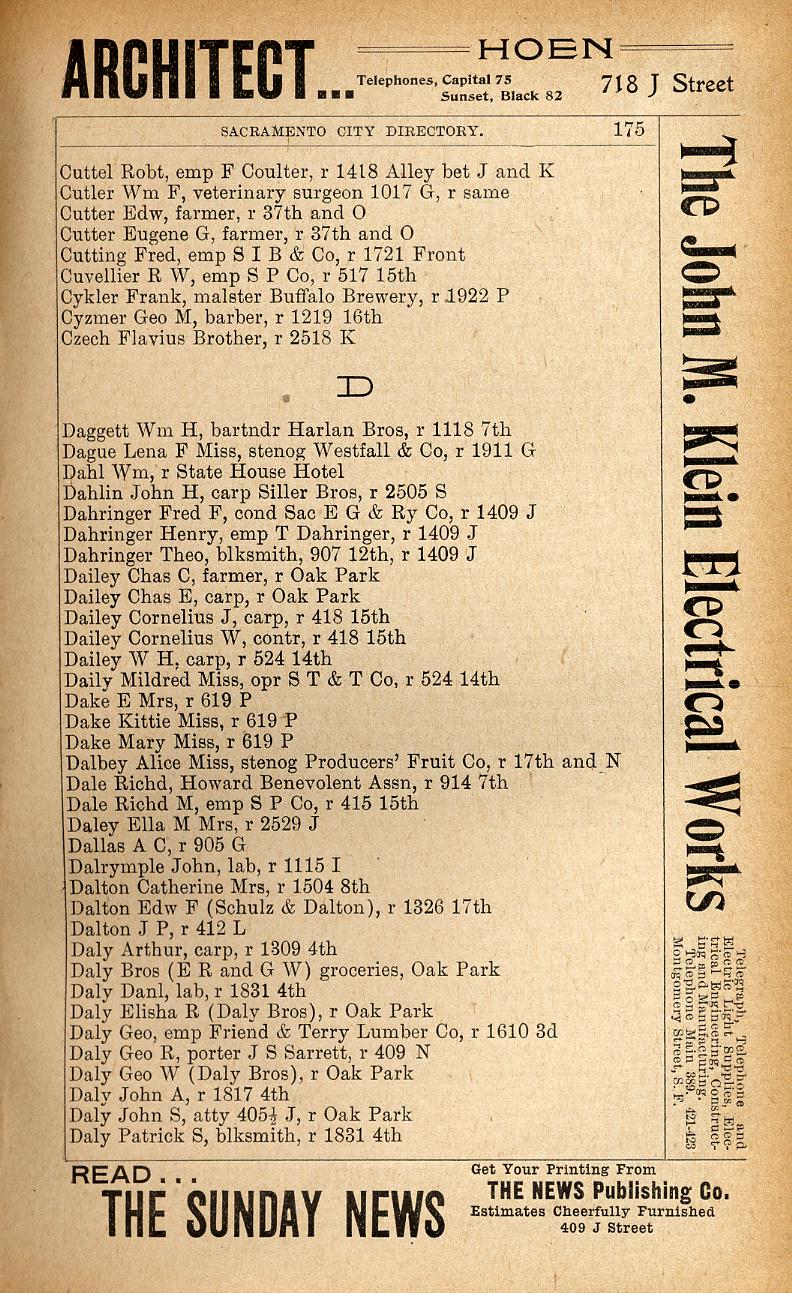 ARCHITECT... HOEN
Telephones, Capital 75
Sunset, Black 82
718 J Street
SACRAMENTO CITY DIRECTORY. 175
Cuttel Robt, emp F Coulter, r 1418 Alley bet J and K
Cutler Wm F, veterinary surgeon 1017 G, r same
Cutter Edw, farmer, r 37th and O
Cutter Eugene G, farmer, r 37th and O
Cutting Fred, emp S I B & Co, r 1721 Front
Cuvellier R W, emp S P Co, r 517 15th
Cykler Frank, malster Buffalo Brewery, r 1922 P
Cyzmer Geo M, barber, r 1219 16th
Czech Flavius Brother, r 2518 K
D
Daggett Wm H, bartndr Harlan Bros, r 1118 7th
Dague Lena F Miss, stenog Westfall & Co, r 1911 G
Dahl Wm, r State House Hotel
Dahlin John H, carp Siller Bros, r 2505 S
Dahringer Fred F, cond Sac E G & Ry Co, r 1409 J
Dahringer Henry, emp T Dahringer, r 1409 J
Dahringer Theo, blksmith, 907 12th, r 1409 J
Dailey Chas C, farmer, r Oak Park
Dailey Chas E, carp, r Oak Park
Dailey Cornelius J, carp, r 418 15th
Dailey Cornelius W, contr, r 418 15th
Dailey W H, carp, r 524 14th
Daily Mildred Miss, opr S T & T Co, r 524 14th
Dake E Mrs, r 619 P
Dake Kittie Miss, r 619 P
Dake Mary Miss, r 619 P
Dalbey Alice Miss, stenog Producers' Fruit Co, r 17th and N
Dale Richd, Howard Benevolent Assn, r 914 7th
Dale Richd M, emp S P Co, r 415 15th
Daley Ella M Mrs, r 2529 J
Dallas A C, r 905 G
Dalrymple John, lab, r 1115 I
Dalton Catherine Mrs, r 1504 8th
Dalton Edw F (Schulz & Dalton), r 1326 17th
Dalton J P, r 412 L
Daly Arthur, carp, r 1309 4th
Daly Bros (E R and G W) groceries, Oak Park
Daly Danl, lab, r 1831 4th
Daly Elisha R (Daly Bros), r Oak Park
Daly Geo, emp Friend & Terry Lumber Co, r 1610 3d
Daly Geo R, porter J S Sarrett, r 409 N
Daly Geo W (Daly Bros), r Oak Park
Daly John A, r 1817 4th
Daly John S, atty 405½ J, r Oak Park
Daly Patrick S, blksmith, r 1831 4th
The John M. Klein Electrical Works
Telegraph, Telephone and
Electric Light Supplies, Elec-
trical Engineering, Construct-
ing and Manufacturing.
Telephone Main 389. 421-423
Montgomery Street, S. F.
READ...
THE SUNDAY NEWS
Get Your Printing From
THE NEWS Publishing Co.
Estimates Cheerfully Furnished
409 J Street